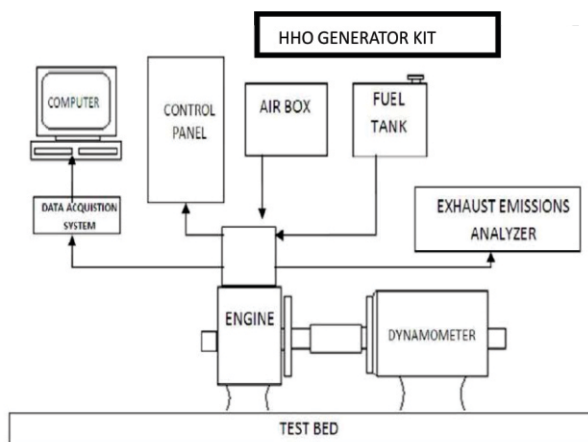 HHO GENERATOR KIT
COMPUTER
CONTROL
PANEL
AIR BOX
FUEL
TANK
DATA ACQUISTION
SYSTEM
EXHAUST EMISSIONS
ANALYZER
ENGINE
DYNAMOMETER
TEST BED